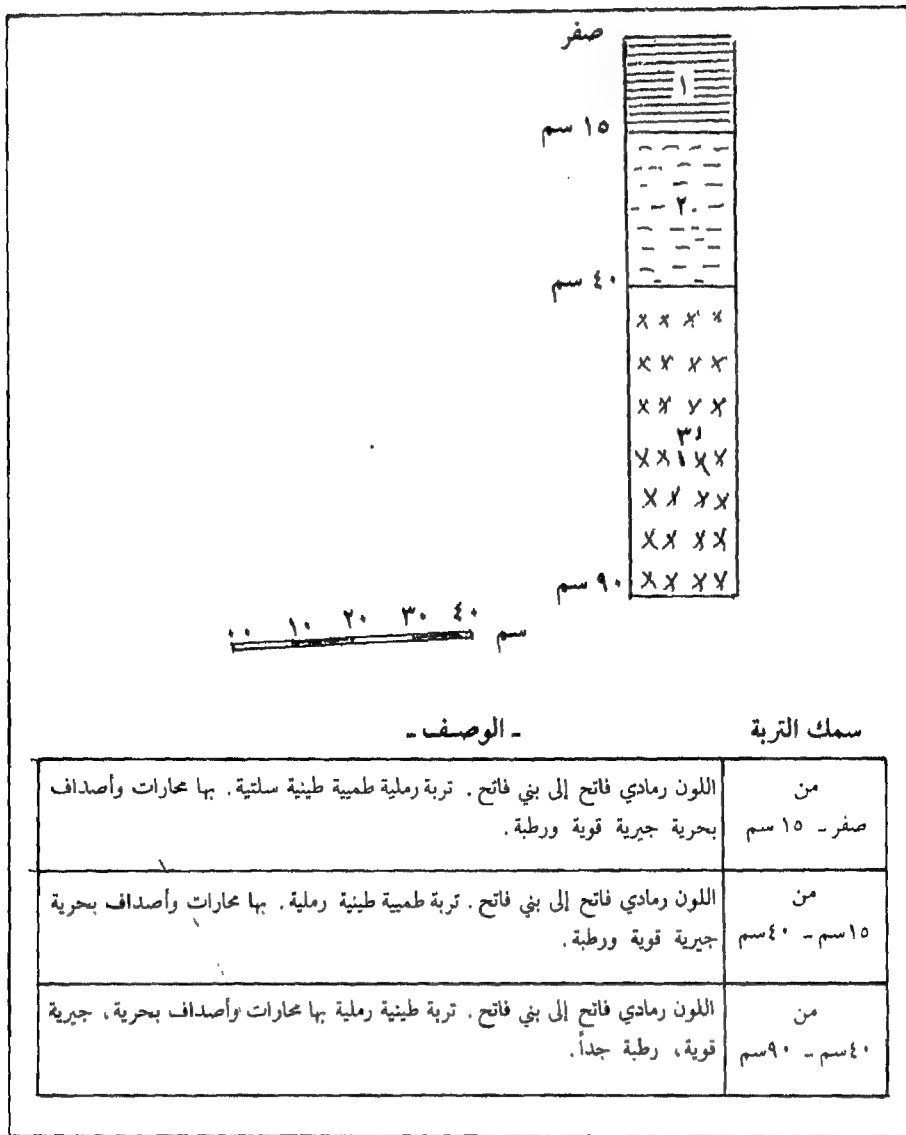 صفر
١
١٥ سم
٢
٤٠ سم
٣
٩٠ سم
٠٠ ١٠ ٢٠ ٣٠ ٤٠ سم
سمك التربة
ـ الوصف ـ
من
صفر ـ ١٥ سم
اللون رمادي فاتح إلى بني فاتح. تربة رملية طميية طينية سلتية. بها محارات وأصداف
بحرية جيرية قوية ورطبة.
من
١٥سم ـ ٤٠سم
اللون رمادي فاتح إلى بني فاتح. تربة طميية طينية رملية. بها محارات وأصداف بحرية
جيرية قوية ورطبة.
من
٤٠سم ـ ٩٠سم
اللون رمادي فاتح إلى بني فاتح. تربة طينية رملية بها محارات وأصداف بحرية، جيرية
قوية، رطبة جداً.